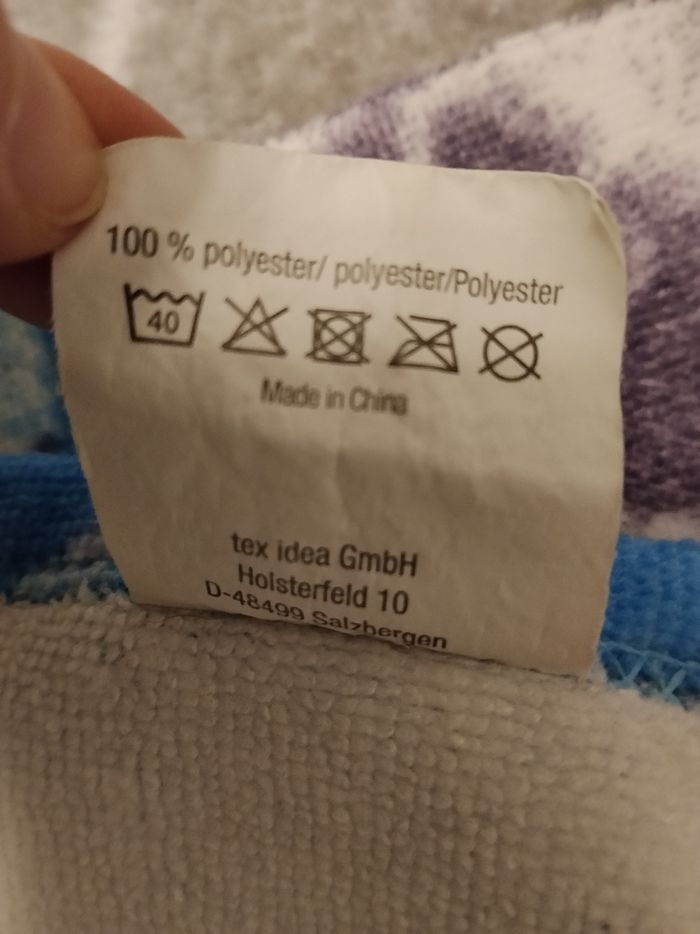 100 % polyester/ polyester/Polyester
40
Made in China
tex idea GmbH
Holsterfeld 10
D-48499 Salzbergen